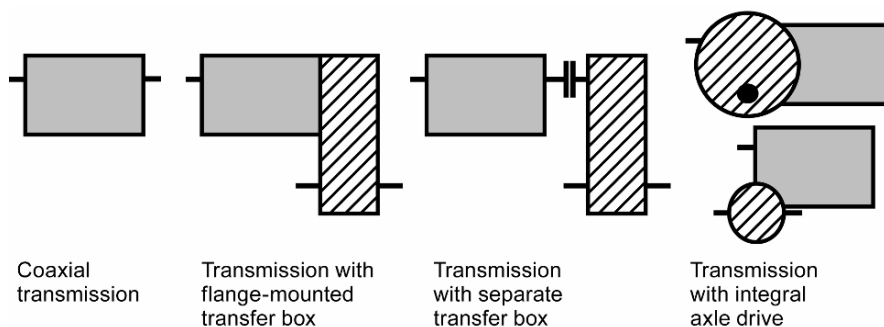 Coaxial
transmission
Transmission with
flange-mounted
transfer box
Transmission
with separate
transfer box
Transmission
with integral
axle drive